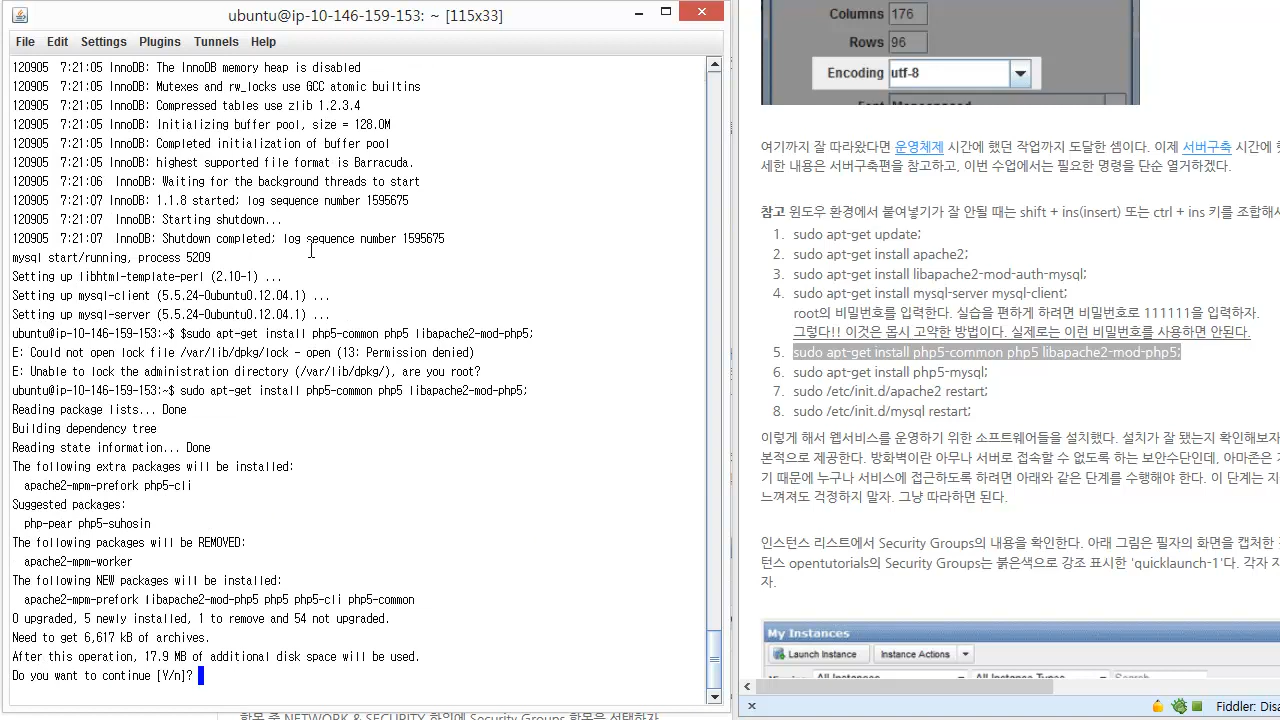 ubuntu@ip-10-146-159-153: ~ [115x33]
File Edit Settings Plugins Tunnels Help
120905  7:21:05 InnoDB: The InnoDB memory heap is disabled
120905  7:21:05 InnoDB: Mutexes and rw_locks use GCC atomic builtins
120905  7:21:05 InnoDB: Compressed tables use zlib 1.2.3.4
120905  7:21:05 InnoDB: Initializing buffer pool, size = 128.0M
120905  7:21:05 InnoDB: Completed initialization of buffer pool
120905  7:21:05 InnoDB: highest supported file format is Barracuda.
120905  7:21:06  InnoDB: Waiting for the background threads to start
120905  7:21:07 InnoDB: 1.1.8 started; log sequence number 1595675
120905  7:21:07  InnoDB: Starting shutdown...
120905  7:21:07  InnoDB: Shutdown completed; log sequence number 1595675
mysql start/running, process 5209
Setting up libhtml-template-perl (2.10-1) ...
Setting up mysql-client (5.5.24-0ubuntu0.12.04.1) ...
Setting up mysql-server (5.5.24-0ubuntu0.12.04.1) ...
ubuntu@ip-10-146-159-153:~$ $sudo apt-get install php5-common php5 libapache2-mod-php5;
E: Could not open lock file /var/lib/dpkg/lock - open (13: Permission denied)
E: Unable to lock the administration directory (/var/lib/dpkg/), are you root?
ubuntu@ip-10-146-159-153:~$ sudo apt-get install php5-common php5 libapache2-mod-php5;
Reading package lists... Done
Building dependency tree
Reading state information... Done
The following extra packages will be installed:
  apache2-mpm-prefork php5-cli
Suggested packages:
  php-pear php5-suhosin
The following packages will be REMOVED:
  apache2-mpm-worker
The following NEW packages will be installed:
  apache2-mpm-prefork libapache2-mod-php5 php5 php5-cli php5-common
0 upgraded, 5 newly installed, 1 to remove and 54 not upgraded.
Need to get 6,617 kB of archives.
After this operation, 17.9 MB of additional disk space will be used.
Do you want to continue [Y/n]?
항목 중 NETWORK & SECURITY 하위에 Security Groups 항목을 선택하자
Columns 176
Rows 96
Encoding utf-8
Font Monospaced
여기까지 잘 따라왔다면 운영체제 시간에 했던 작업까지 도달한 셈이다. 이제 서버구축 시간에
세한 내용은 서버구축편을 참고하고, 이번 수업에서는 필요한 명령을 단순 열거하겠다.
참고 윈도우 환경에서 붙여넣기가 잘 안될 때는 shift + ins(insert) 또는 ctrl + ins 키를 조합해서
1. sudo apt-get update;
2. sudo apt-get install apache2;
3. sudo apt-get install libapache2-mod-auth-mysql;
4. sudo apt-get install mysql-server mysql-client;
root의 비밀번호를 입력한다. 실습을 편하게 하려면 비밀번호로 111111을 입력하자.
그렇다!! 이것은 몹시 고약한 방법이다. 실제로는 이런 비밀번호를 사용하면 안된다.
5. sudo apt-get install php5-common php5 libapache2-mod-php5;
6. sudo apt-get install php5-mysql;
7. sudo /etc/init.d/apache2 restart;
8. sudo /etc/init.d/mysql restart;
이렇게 해서 웹서비스를 운영하기 위한 소프트웨어들을 설치했다. 설치가 잘 됐는지 확인해보자
본적으로 제공한다. 방화벽이란 아무나 서버로 접속할 수 없도록 하는 보안수단인데, 아마존은
기 때문에 누구나 서비스에 접근하도록 하려면 아래와 같은 단계를 수행해야 한다. 이 단계는 지
느껴져도 걱정하지 말자. 그냥 따라하면 된다.
인스턴스 리스트에서 Security Groups의 내용을 확인한다. 아래 그림은 필자의 화면을 캡처한
턴스 opentutorials의 Security Groups는 붉은색으로 강조 표시한 'quicklaunch-1'다. 각자
자.
My Instances
Launch Instance Instance Actions
All Instances All Instance Types Search
Fiddler: Disa